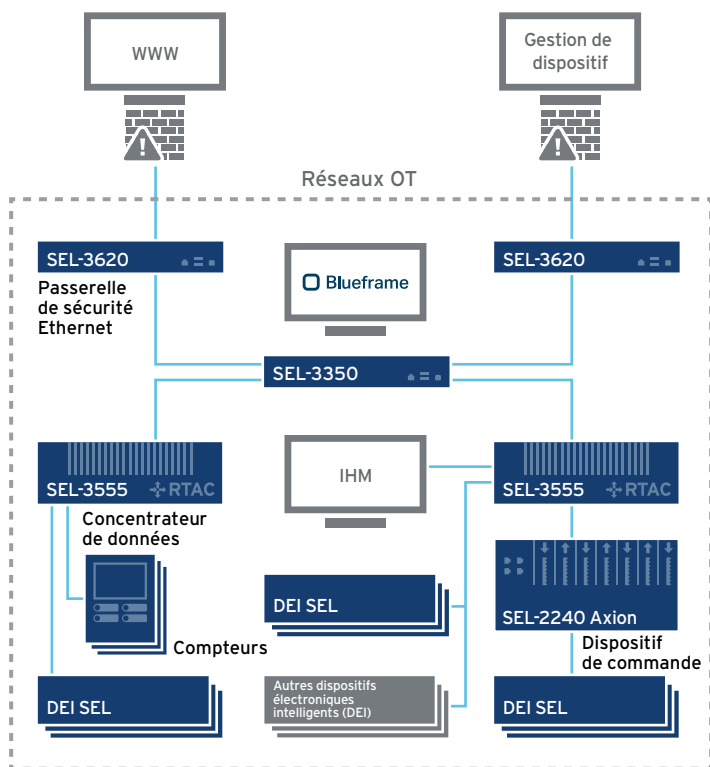 WWW
Gestion de
dispositif
Réseaux OT
SEL-3620
Passerelle
de sécurité
Ethernet
Blueframe
SEL-3620
SEL-3350
SEL-3555
RTAC
Concentrateur
de données
Compteurs
DEI SEL
IHM
DEI SEL
Autres dispositifs
électroniques
intelligents (DEI)
SEL-3555
RTAC
SEL-2240 Axion
Dispositif
de commande
DEI SEL